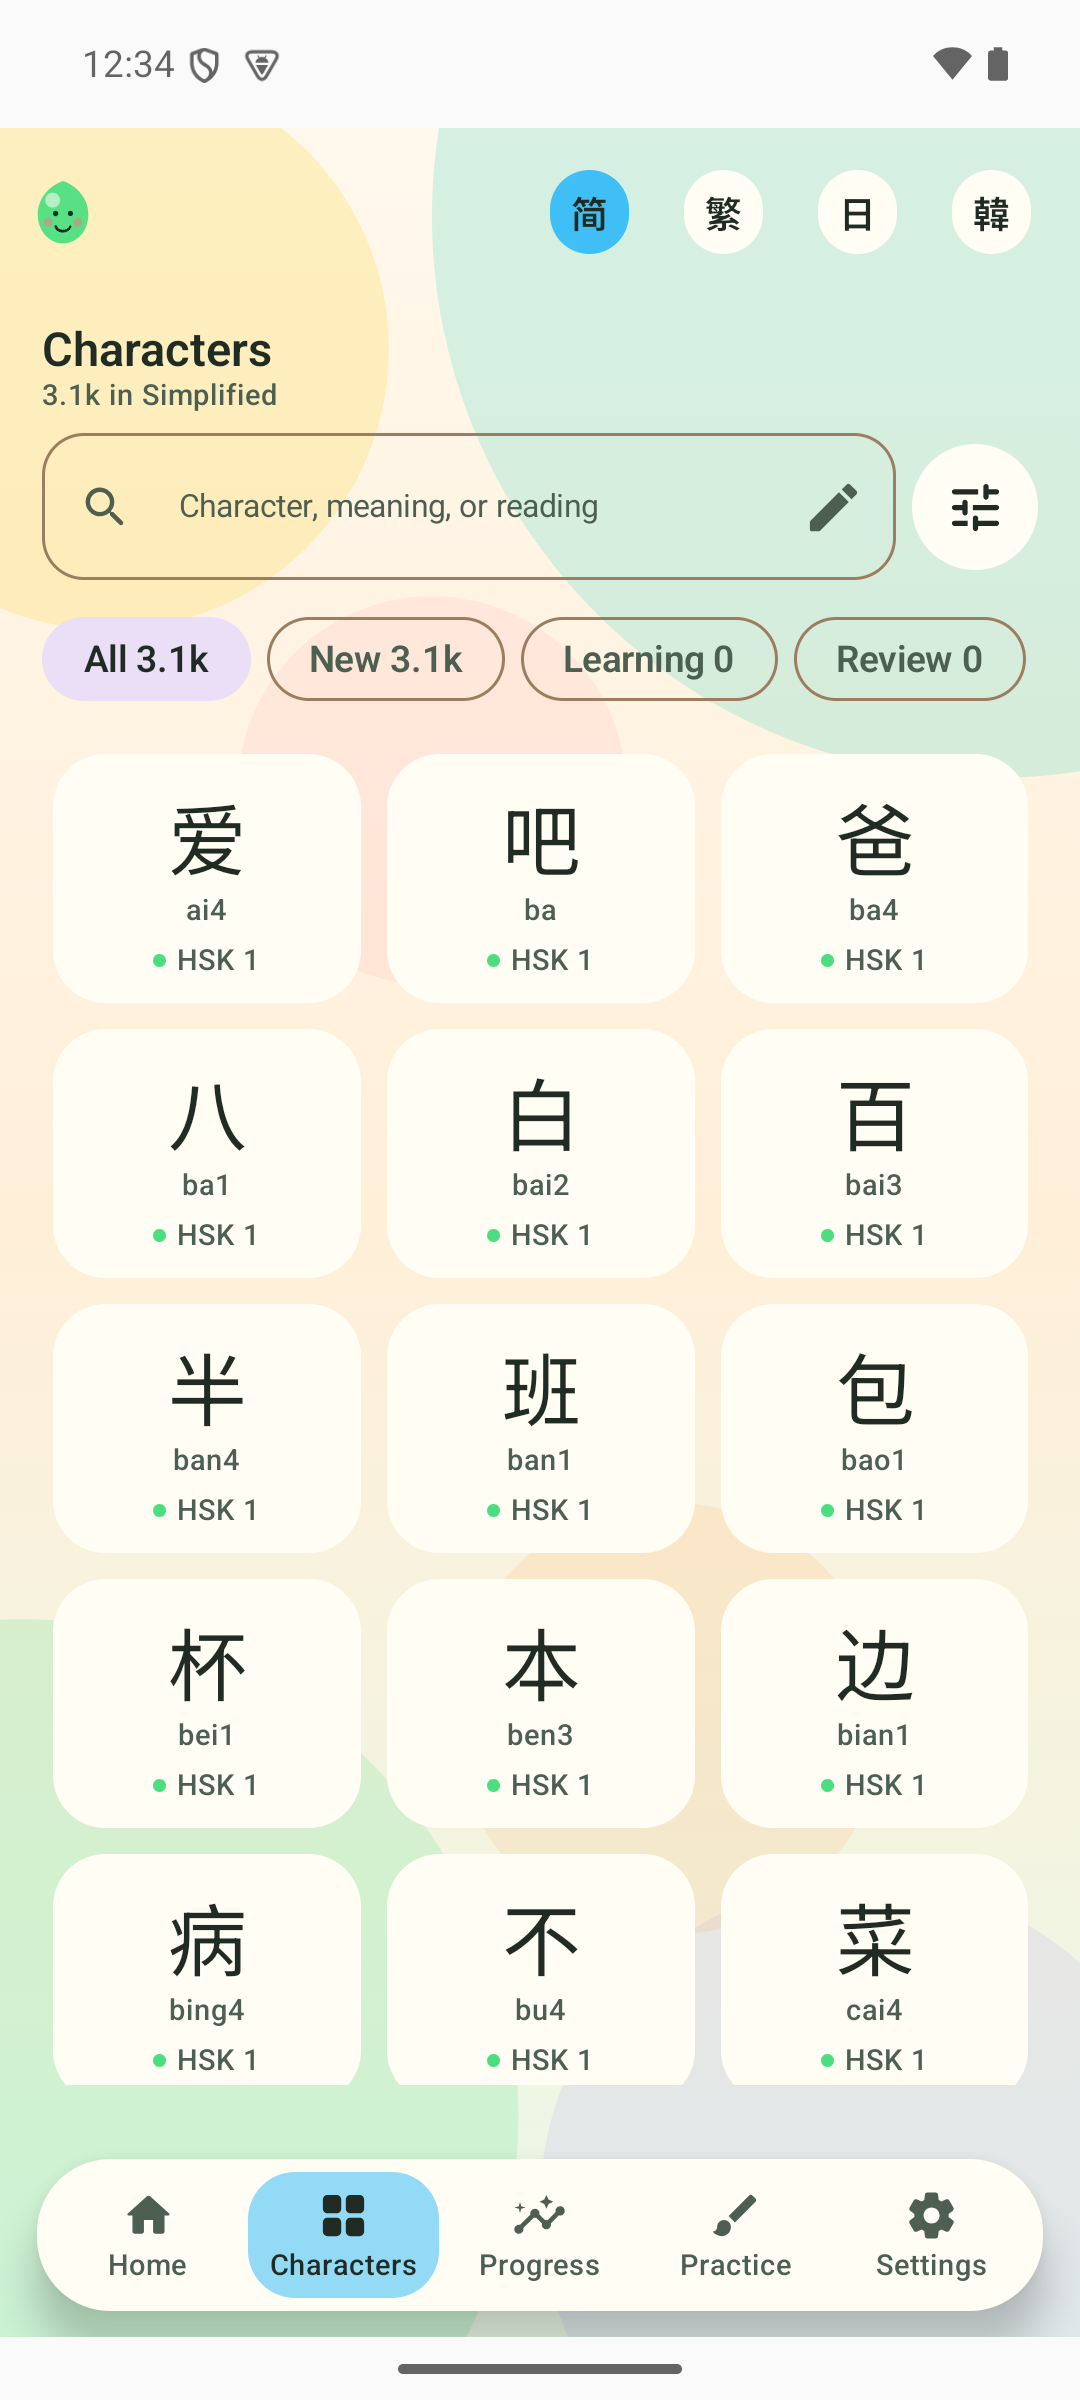 12:34
简 繁 日 韓
Characters
3.1k in Simplified
Character, meaning, or reading
All 3.1k New 3.1k Learning 0 Review 0
爱 吧 爸
ai4 ba ba4
HSK 1 HSK 1 HSK 1
八 白 百
ba1 bai2 bai3
HSK 1 HSK 1 HSK 1
半 班 包
ban4 ban1 bao1
HSK 1 HSK 1 HSK 1
杯 本 边
bei1 ben3 bian1
HSK 1 HSK 1 HSK 1
病 不 菜
bing4 bu4 cai4
HSK 1 HSK 1 HSK 1
Home Characters Progress Practice Settings